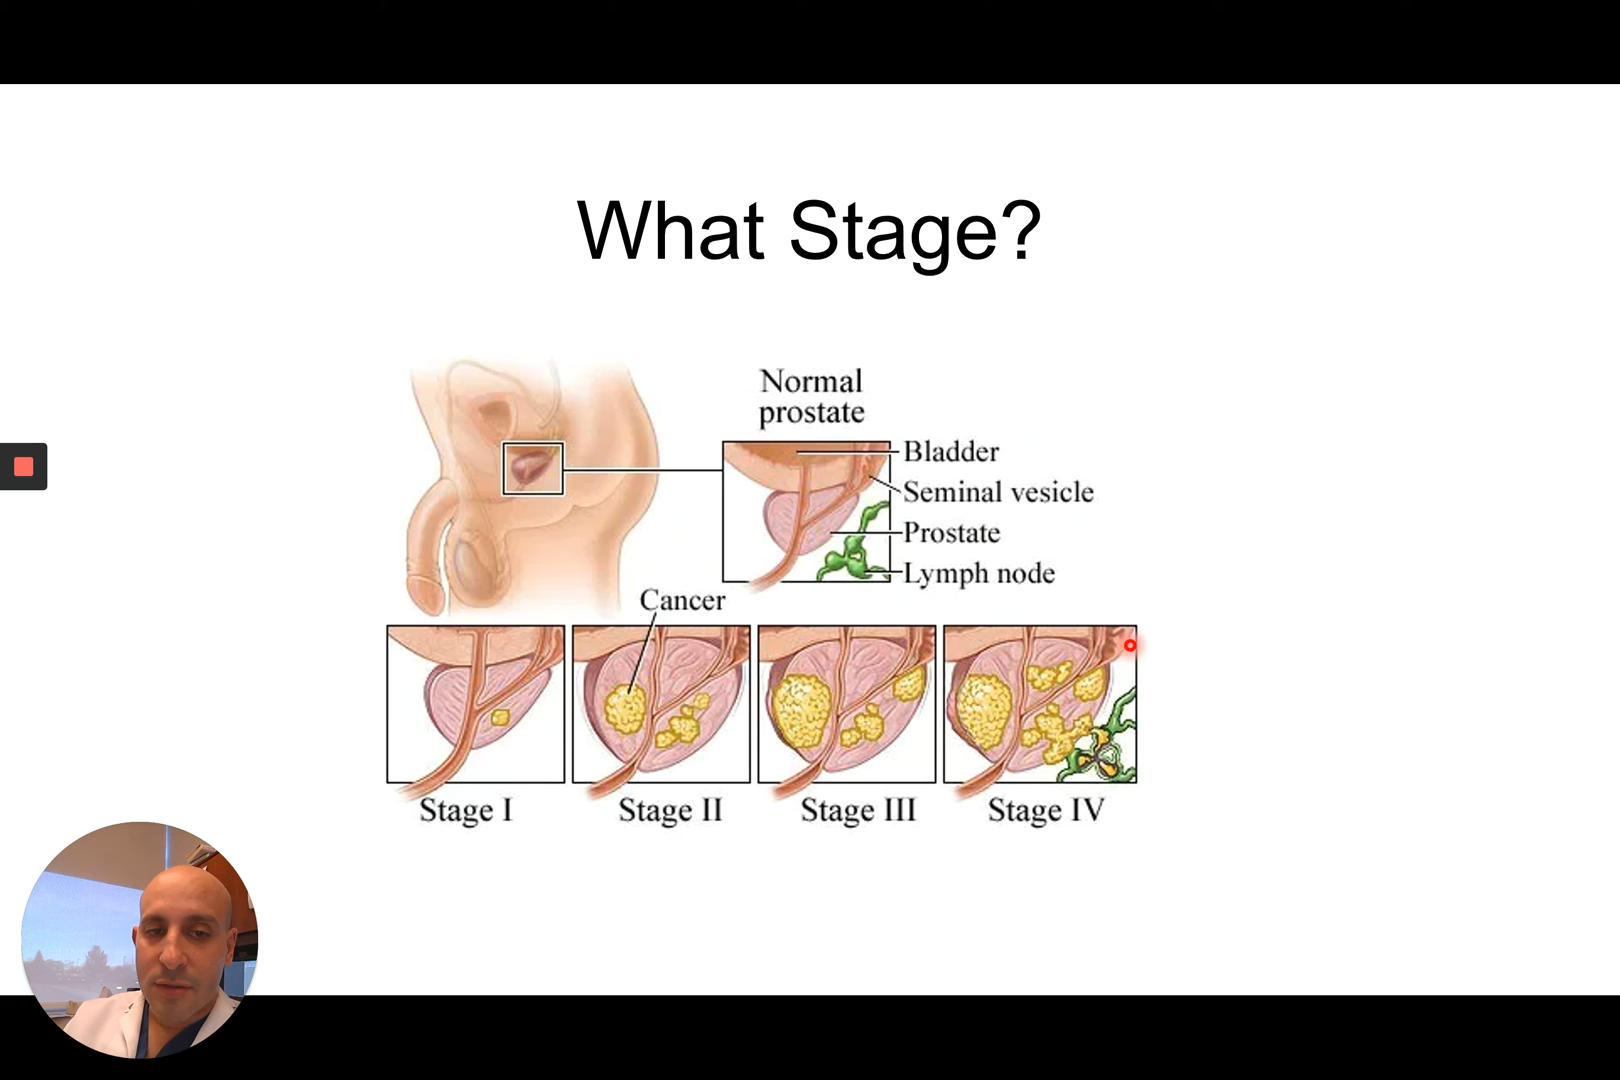 What Stage?
Normal
prostate
Bladder
Seminal vesicle
Prostate
Lymph node
Cancer
Stage I
Stage II
Stage III
Stage IV